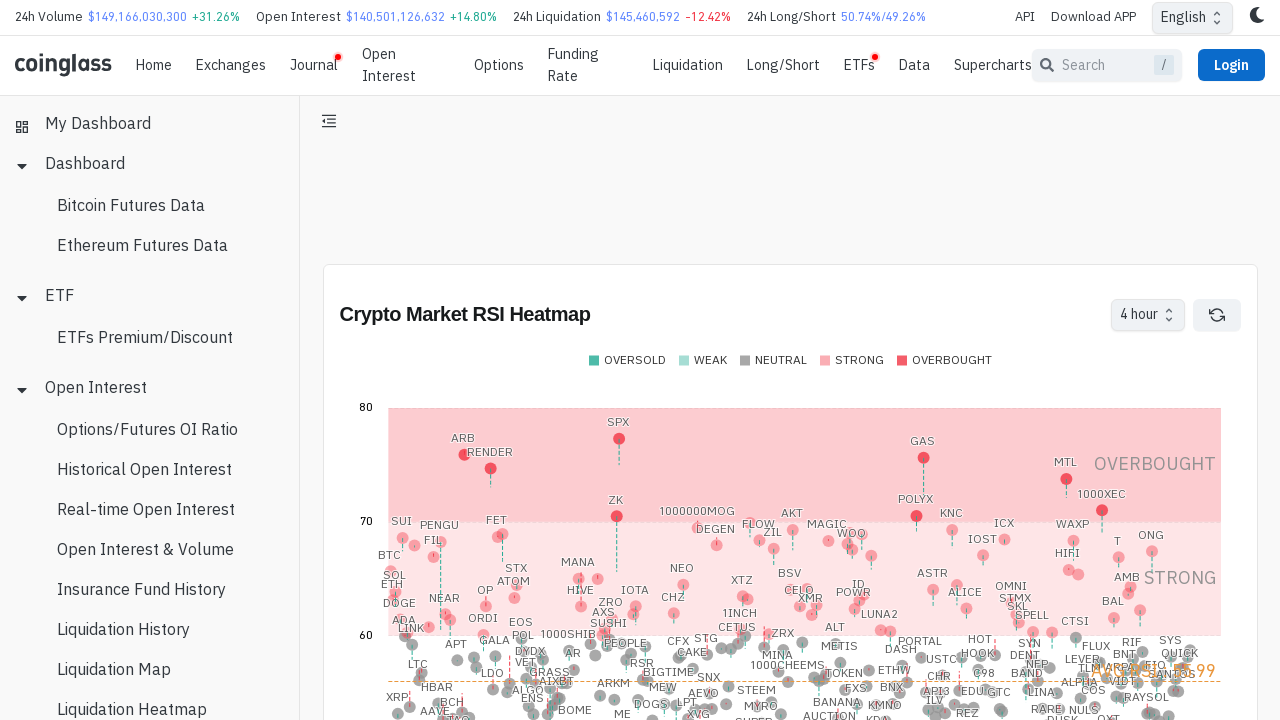 24h Volume $149,166,030,300 +31.26% Open Interest $140,501,126,632 +14.80% 24h Liquidation $145,460,592 -12.42% 24h Long/Short 50.74%/49.26% API Download APP English
coinglass Home Exchanges Journal Open Interest Options Funding Rate Liquidation Long/Short ETFs Data Supercharts Search / Login
My Dashboard
Dashboard
Bitcoin Futures Data
Ethereum Futures Data
ETF
ETFs Premium/Discount
Open Interest
Options/Futures OI Ratio
Historical Open Interest
Real-time Open Interest
Open Interest & Volume
Insurance Fund History
Liquidation History
Liquidation Map
Liquidation Heatmap
Crypto Market RSI Heatmap
4 hour
OVERSOLD WEAK NEUTRAL STRONG OVERBOUGHT
80
SPX
ARB
RENDER
GAS
MTL
OVERBOUGHT
ZK
POLYX
1000XEC
70
SUI
PENGU
FET
1000000MOG
DEGEN
FLOW
ZIL
AKT
MAGIC
WOO
KNC
IOST
ICX
WAXP
ONG
BTC
FIL
STX
MANA
NEO
BSV
ASTR
HIFI
T
STRONG
SOL
ETH
ATOM
HIVE
XTZ
CELO
ID
ALICE
OMNI
AMB
DOGE
NEAR
OP
ZRO
IOTA
CHZ
XMR
POWR
STMX
SKL
BAL
ADA
LINK
ORDI
EOS
AXS
SUSHI
1INCH
CETUS
ALT
LUNA2
SPELL
CTSI
60
APT
GALA
POL
1000SHIB
PEOPLE
CFX
STG
ZRX
METIS
PORTAL
HOT
SYN
FLUX
RIF
SYS
LTC
LDO
DYDX
VET
AR
RSR
CAKE
MINA
1000CHEEMS
DASH
USTC
HOOK
DENT
LEVER
BNT
QUICK
HBAR
GRASS
AIXBT
BIGTIME
SNX
TOKEN
ETHW
CHR
C98
NFP
BAND
XRP
BCH
ALGO
ENS
ARKM
MEW
AEVO
STEEM
FXS
BNX
API3
EDU
GTC
LINA
ALPHA
COS
RAYSOL
AAVE
BOME
ME
DOGS
LPT
XVG
MYRO
BANANA
AUCTION
KMNO
ILV
REZ
RARE
NULS